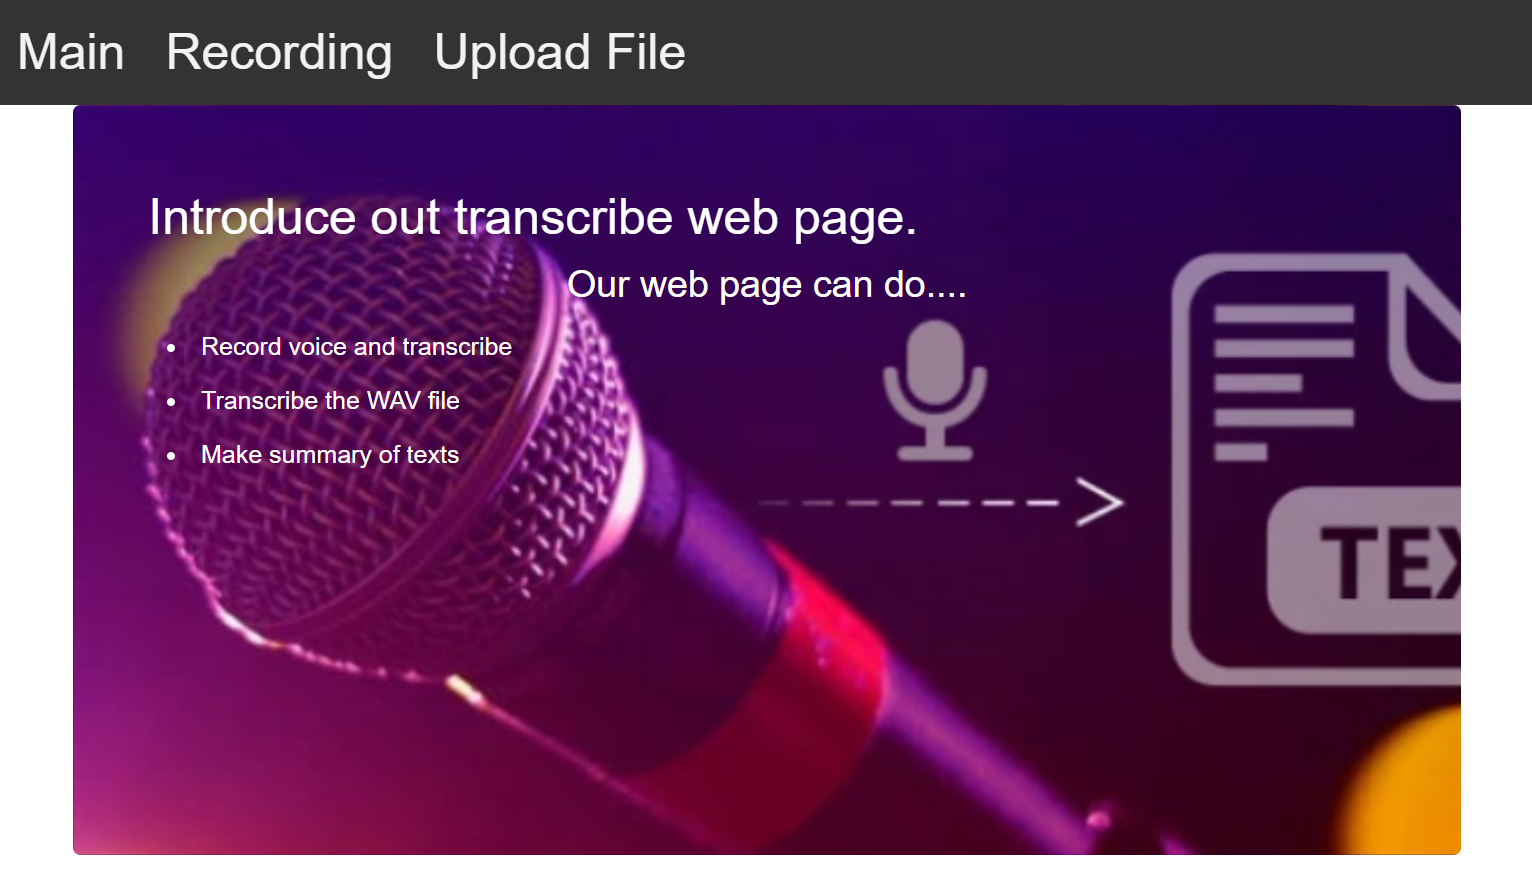 Main Recording Upload File
Introduce out transcribe web page.
Our web page can do....
Record voice and transcribe
Transcribe the WAV file
Make summary of texts